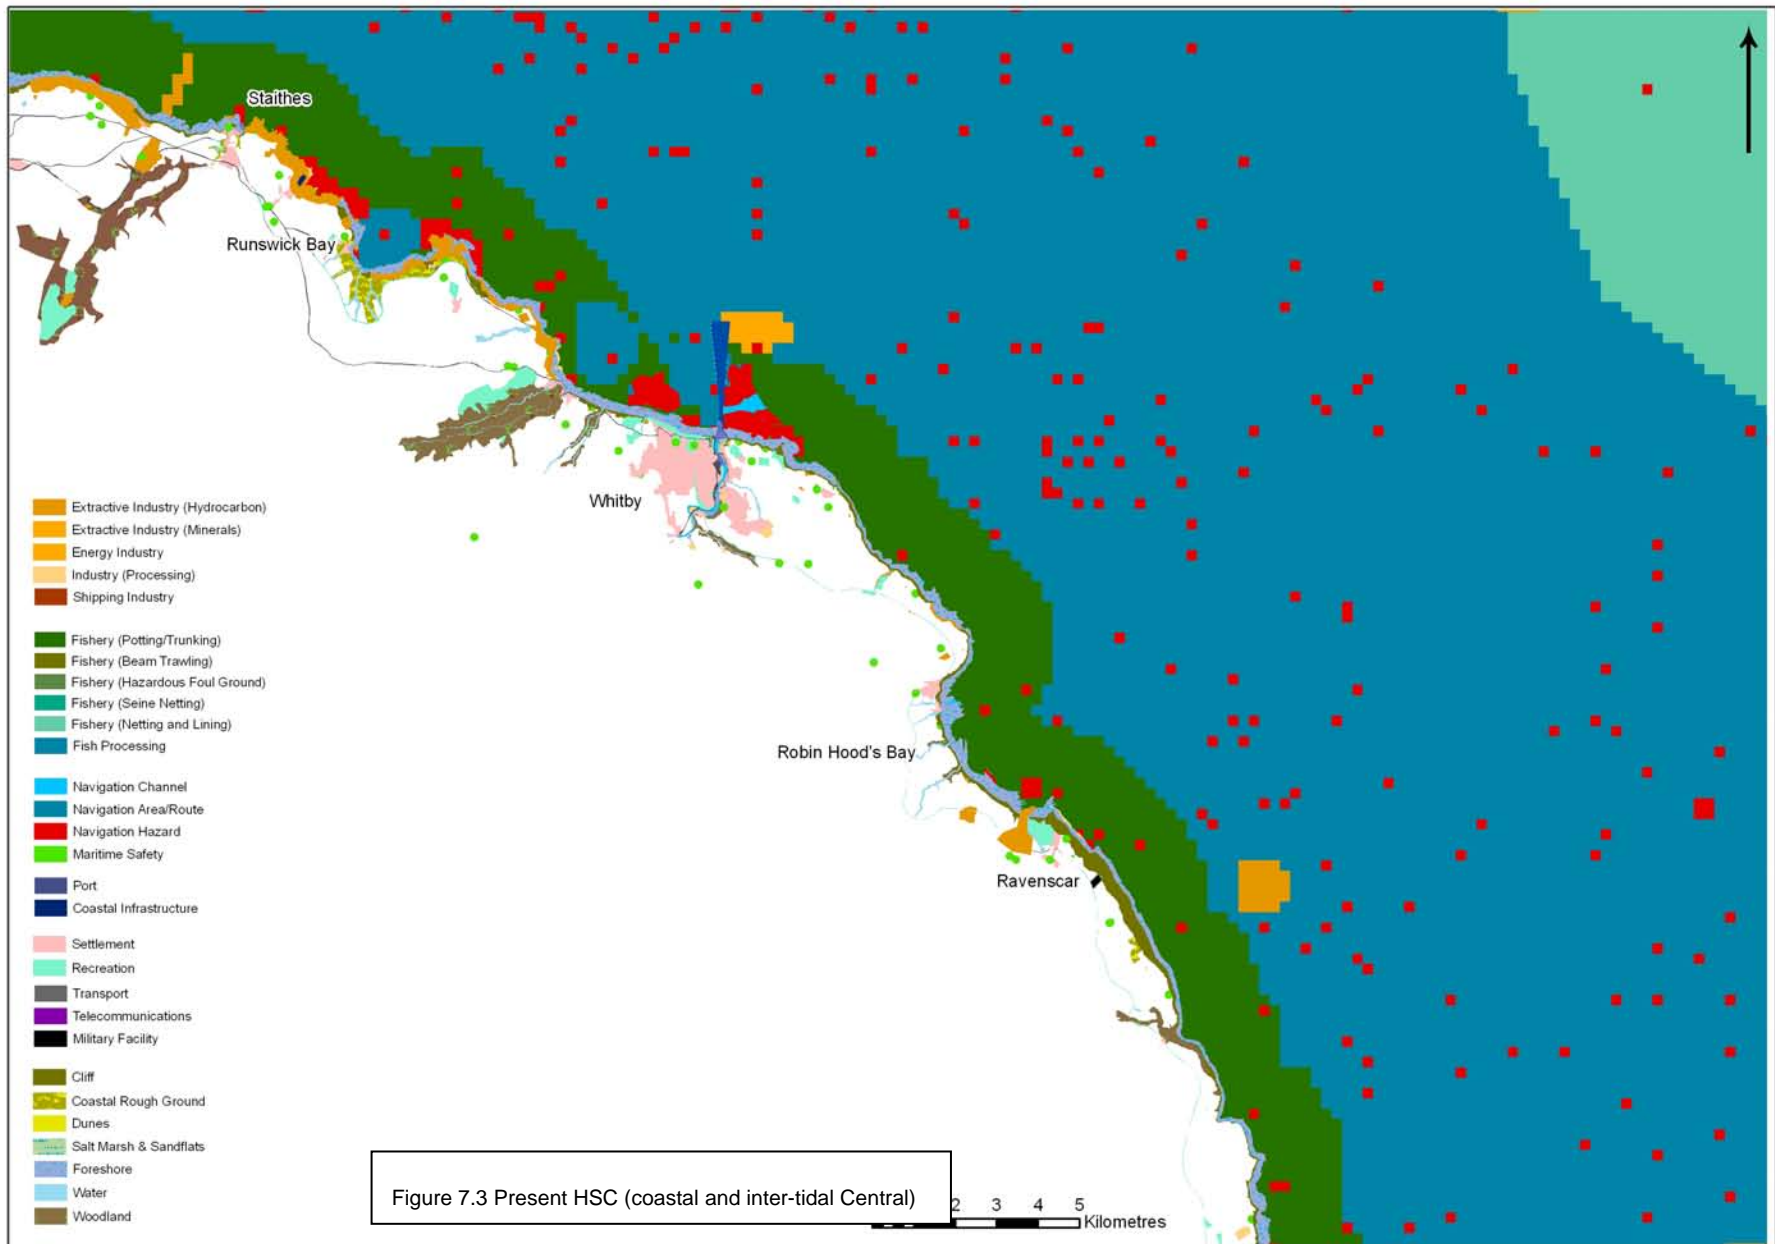 Staithes
Runswick Bay
Whitby
Robin Hood's Bay
Ravenscar
Extractive Industry (Hydrocarbon)
Extractive Industry (Minerals)
Energy Industry
Industry (Processing)
Shipping Industry
Fishery (Potting/Trunking)
Fishery (Beam Trawling)
Fishery (Hazardous Foul Ground)
Fishery (Seine Netting)
Fishery (Netting and Lining)
Fish Processing
Navigation Channel
Navigation Area/Route
Navigation Hazard
Maritime Safety
Port
Coastal Infrastructure
Settlement
Recreation
Transport
Telecommunications
Military Facility
Cliff
Coastal Rough Ground
Dunes
Salt Marsh & Sandflats
Foreshore
Water
Woodland
Figure 7.3 Present HSC (coastal and inter-tidal Central)
2 3 4 5
Kilometres